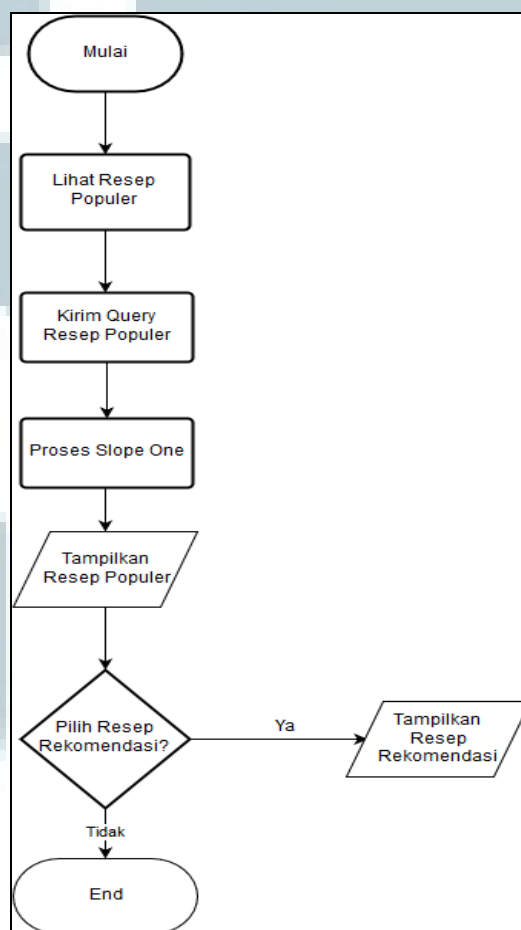 Mulai
Lihat Resep
Populer
Kirim Query
Resep Populer
Proses Slope One
Tampilkan
Resep Populer
Pilih Resep
Rekomendasi?
Ya
Tampilkan
Resep
Rekomendasi
Tidak
End